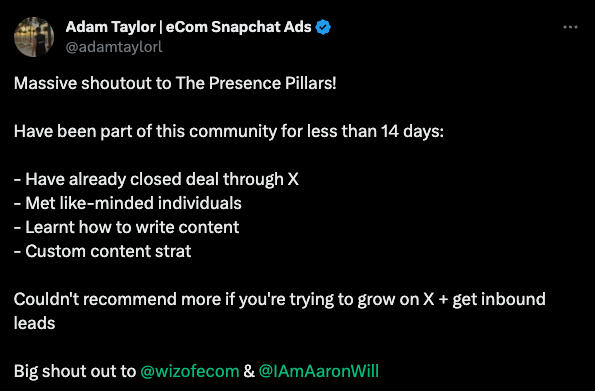 Adam Taylor | eCom Snapchat Ads
@adamtaylorl
Massive shoutout to The Presence Pillars!
Have been part of this community for less than 14 days:
- Have already closed deal through X
- Met like-minded individuals
- Learnt how to write content
- Custom content strat
Couldn't recommend more if you're trying to grow on X + get inbound
leads
Big shout out to @wizofecom & @IAmAaronWill